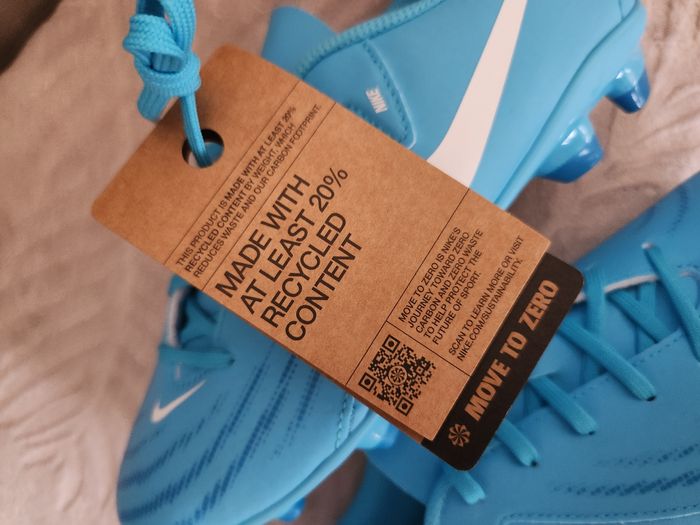 NIKE
THIS PRODUCT IS MADE WITH AT LEAST 20%
RECYCLED CONTENT BY WEIGHT, WHICH
REDUCES WASTE AND OUR CARBON FOOTPRINT.
MADE WITH
AT LEAST 20%
RECYCLED
CONTENT
MOVE TO ZERO IS NIKE'S
JOURNEY TOWARD ZERO
CARBON AND ZERO WASTE
TO HELP PROTECT THE
FUTURE OF SPORT.
SCAN TO LEARN MORE OR VISIT
NIKE.COM/SUSTAINABILITY.
MOVE TO ZERO